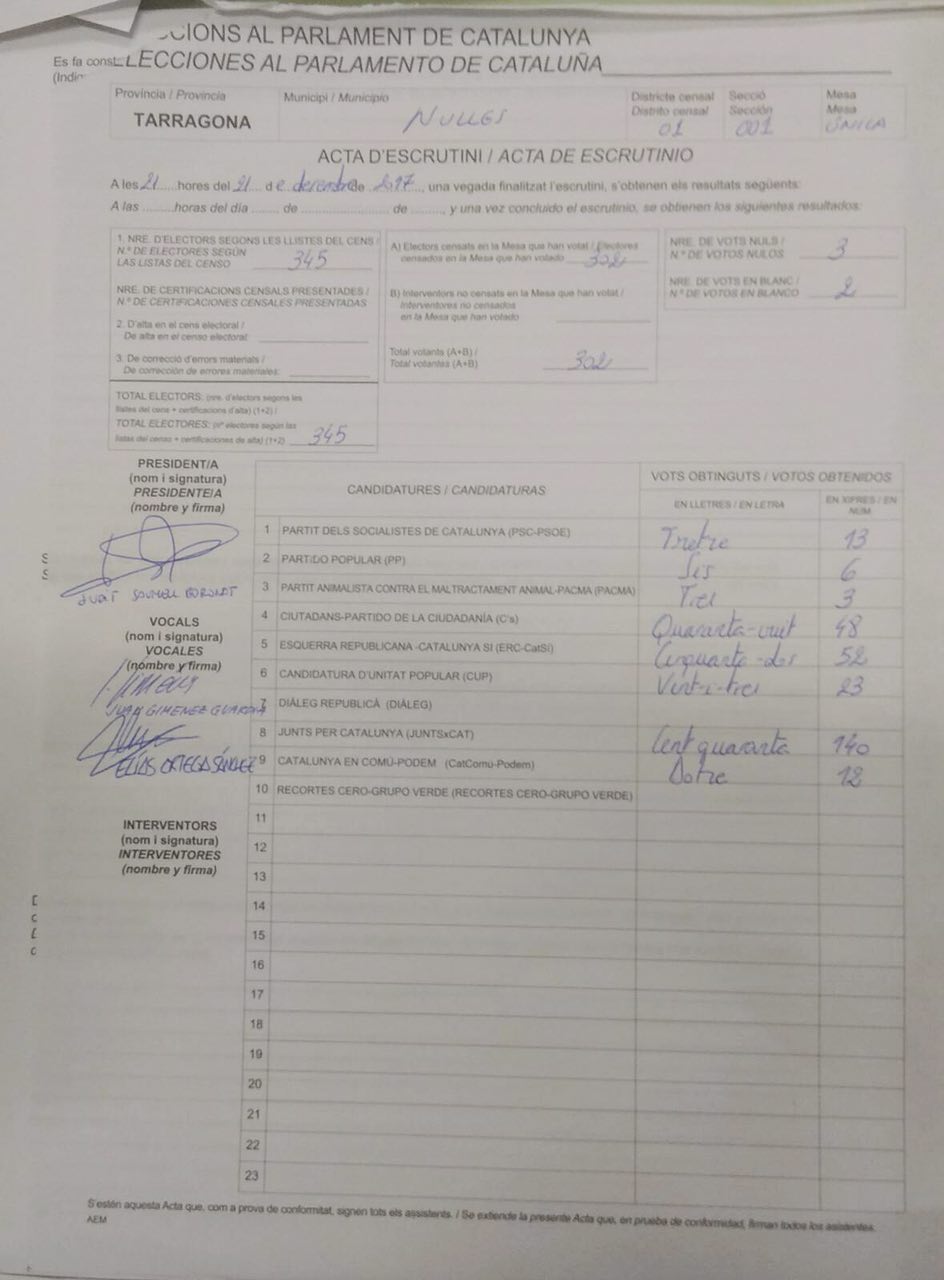 CIONS AL PARLAMENT DE CATALUNYA
Es fa const
LECCIONES AL PARLAMENTO DE CATALUÑA
(Indi
Província / Provincia
Municipi / Municipio
Districte censal
Distrito censal
Secció
Sección
Mesa
Mesa
TARRAGONA
NULLES
01
001
ÚNICA
ACTA D'ESCRUTINI / ACTA DE ESCRUTINIO
A les 21 hores del 21 de desembre de 2017, una vegada finalitzat l'escrutini, s'obtenen els resultats següents:
A las ......... horas del día ........ de .............................. de ........, y una vez concluido el escrutinio, se obtienen los siguientes resultados:
1. NRE. D'ELECTORS SEGONS LES LLISTES DEL CENS /
N.º DE ELECTORES SEGÚN
LAS LISTAS DEL CENSO 345
NRE. DE CERTIFICACIONS CENSALS PRESENTADES /
N.º DE CERTIFICACIONES CENSALES PRESENTADAS
2. D'alta en el cens electoral /
De alta en el censo electoral
3. De correcció d'errors materials /
De corrección de errores materiales:
A) Electors censats en la Mesa que han votat / Electores
censados en la Mesa que han votado 302
B) Interventors no censats en la Mesa que han votat /
Interventores no censados
en la Mesa que han votado
Total votants (A+B) /
Total votantes (A+B) 302
NRE. DE VOTS NULS /
N.º DE VOTOS NULOS 3
NRE. DE VOTS EN BLANC /
N.º DE VOTOS EN BLANCO 2
TOTAL ELECTORS: (nre. d'electors segons les
llistes del cens + certificacions d'alta) (1+2) /
TOTAL ELECTORES: (nº electores según las
listas del censo + certificaciones de alta) (1+2) 345
PRESIDENT/A
(nom i signatura)
PRESIDENTE/A
(nombre y firma)
VOCALS
(nom i signatura)
VOCALES
(nombre y firma)
JUAN GIMENEZ GUARDIA
ELÍAS ORTEGA SÁNCHEZ
INTERVENTORS
(nom i signatura)
INTERVENTORES
(nombre y firma)
CANDIDATURES / CANDIDATURAS
VOTS OBTINGUTS / VOTOS OBTENIDOS
EN LLETRES / EN LETRA
EN XIFRES / EN NUM
1 PARTIT DELS SOCIALISTES DE CATALUNYA (PSC-PSOE) Tretze 13
2 PARTIDO POPULAR (PP) Sis 6
3 PARTIT ANIMALISTA CONTRA EL MALTRACTAMENT ANIMAL-PACMA (PACMA) Tres 3
4 CIUTADANS-PARTIDO DE LA CIUDADANÍA (C's) Quaranta-vuit 48
5 ESQUERRA REPUBLICANA -CATALUNYA SI (ERC-CatSí) Cinquanta-dos 52
6 CANDIDATURA D'UNITAT POPULAR (CUP) Vint-i-tres 23
7 DIÀLEG REPUBLICÀ (DIÀLEG)
8 JUNTS PER CATALUNYA (JUNTSxCAT) Cent quaranta 140
9 CATALUNYA EN COMÚ-PODEM (CatComú-Podem) Dotze 12
10 RECORTES CERO-GRUPO VERDE (RECORTES CERO-GRUPO VERDE)
11
12
13
14
15
16
17
18
19
20
21
22
23
S'estén aquesta Acta que, com a prova de conformitat, signen tots els assistents. / Se extiende la presente Acta que, en prueba de conformidad, firman todos los asistentes.
AEM